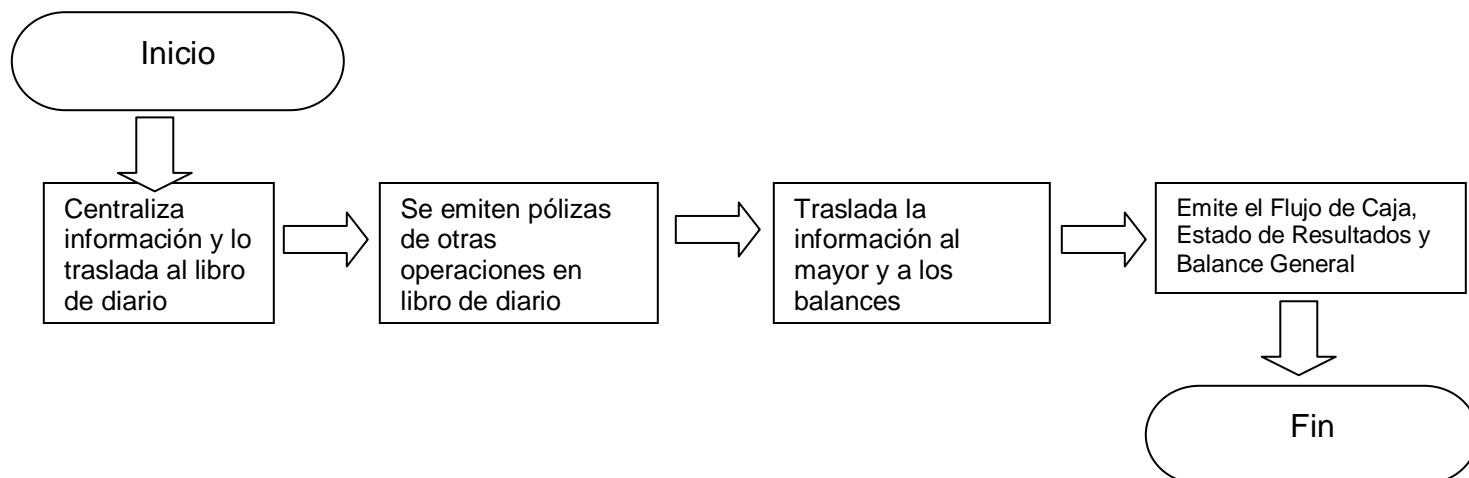 Inicio
Centraliza
información y lo
traslada al libro
de diario
Se emiten pólizas
de otras
operaciones en
libro de diario
Traslada la
información al
mayor y a los
balances
Emite el Flujo de Caja,
Estado de Resultados y
Balance General
Fin